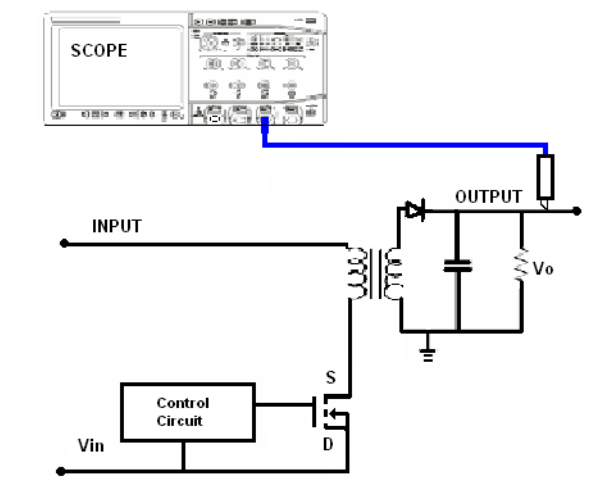 SCOPE
OUTPUT
INPUT
Vo
S
Control
Circuit
D
Vin